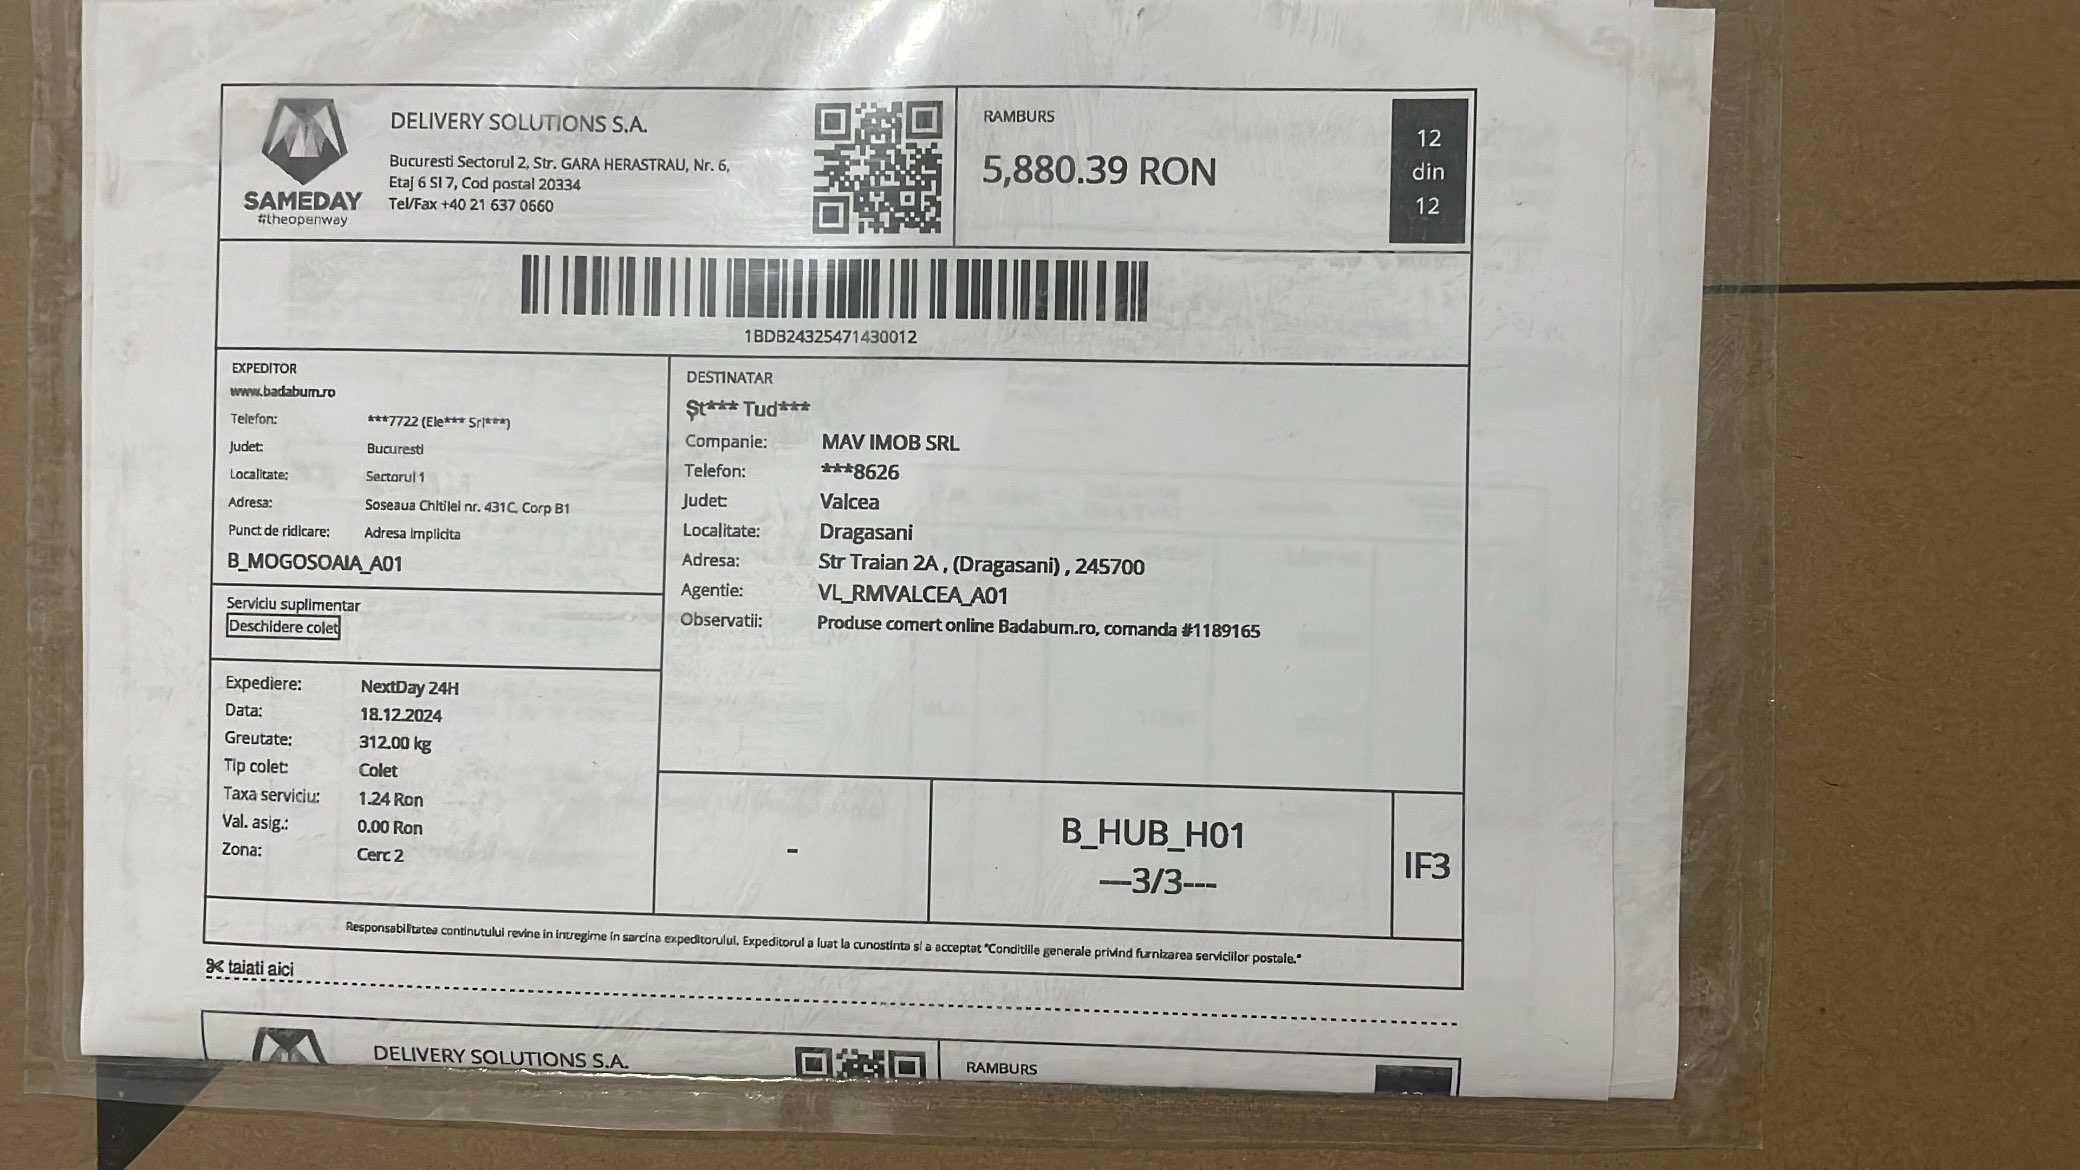 SAMEDAY
#theopenway
DELIVERY SOLUTIONS S.A.
Bucuresti Sectorul 2, Str. GARA HERASTRAU, Nr. 6,
Etaj 6 SI 7, Cod postal 20334
Tel/Fax +40 21 637 0660
RAMBURS
5,880.39 RON
12
din
12
1BDB24325471430012
EXPEDITOR
www.badabum.ro
Telefon: ***7722 (Ele*** Srl***)
Judet: Bucuresti
Localitate: Sectorul 1
Adresa: Soseaua Chitilei nr. 431C, Corp B1
Punct de ridicare: Adresa Implicita
B_MOGOSOAIA_A01
Serviciu suplimentar
Deschidere colet
Expediere: NextDay 24H
Data: 18.12.2024
Greutate: 312.00 kg
Tip colet: Colet
Taxa serviciu: 1.24 Ron
Val. asig.: 0.00 Ron
Zona: Cerc 2
DESTINATAR
Șt*** Tud***
Companie: MAV IMOB SRL
Telefon: ***8626
Judet: Valcea
Localitate: Dragasani
Adresa: Str Traian 2A , (Dragasani) , 245700
Agentie: VL_RMVALCEA_A01
Observatii: Produse comert online Badabum.ro, comanda #1189165
-
B_HUB_H01
---3/3---
IF3
Responsabilitatea continutului revine in intregime in sarcina expeditorului. Expeditorul a luat la cunostinta si a acceptat "Conditiile generale privind furnizarea serviciilor postale."
taiati aici
DELIVERY SOLUTIONS S.A.
RAMBURS